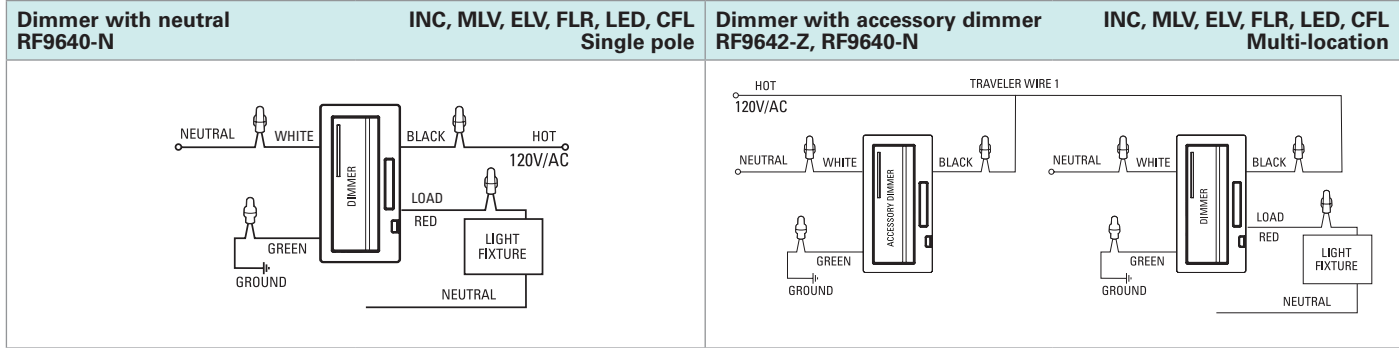 Dimmer with neutral INC, MLV, ELV, FLR, LED, CFL
RF9640-N Single pole
NEUTRAL WHITE BLACK HOT
120V/AC
DIMMER
LOAD
RED
GREEN
GROUND
LIGHT
FIXTURE
NEUTRAL
Dimmer with accessory dimmer INC, MLV, ELV, FLR, LED, CFL
RF9642-Z, RF9640-N Multi-location
HOT TRAVELER WIRE 1
120V/AC
NEUTRAL WHITE BLACK
ACCESSORY DIMMER
GREEN
GROUND
NEUTRAL WHITE BLACK
DIMMER
LOAD
RED
GREEN
GROUND
LIGHT
FIXTURE
NEUTRAL